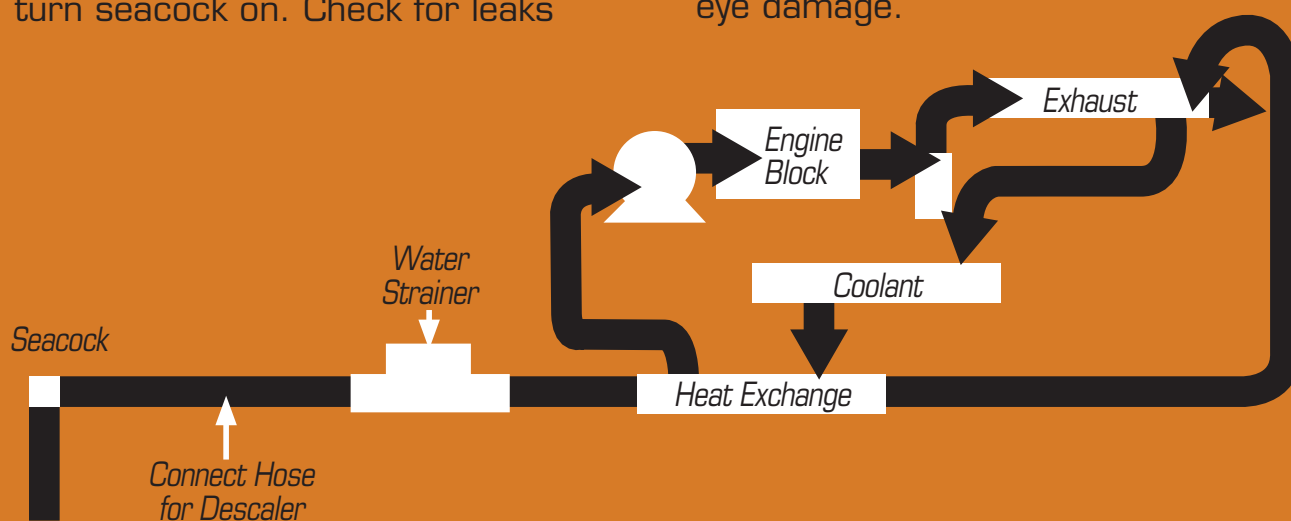 turn seacock on. Check for leaks
eye damage.
Exhaust
Engine
Block
Water
Strainer
Coolant
Seacock
Heat Exchange
Connect Hose
for Descaler